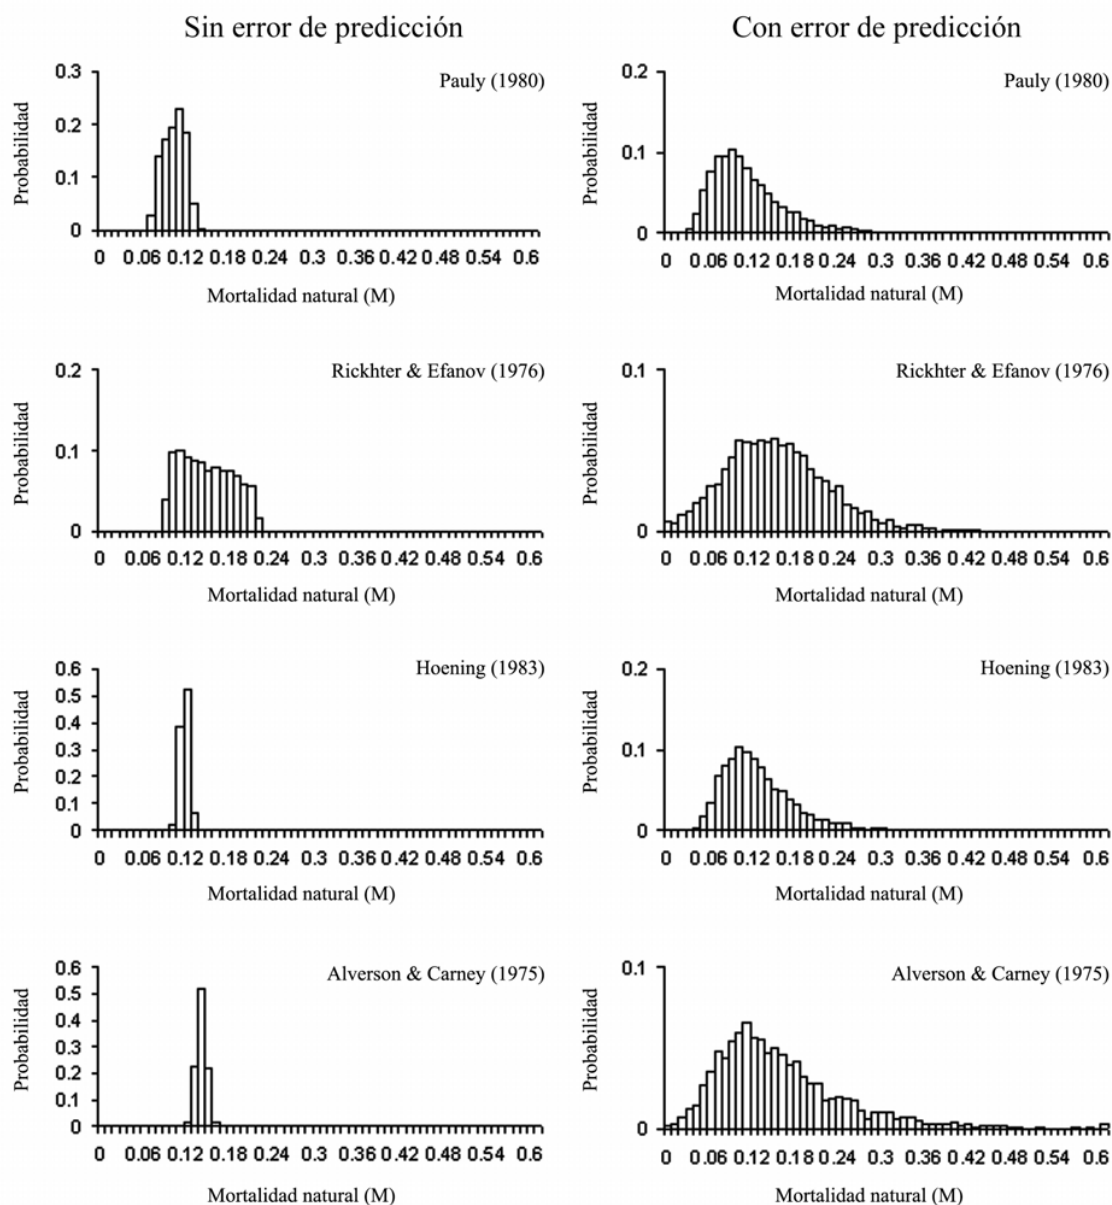 Sin error de predicción
Con error de predicción
Pauly (1980)
Probabilidad
0.3
0.2
0.1
0
0 0.06 0.12 0.18 0.24 0.3 0.36 0.42 0.48 0.54 0.6
Mortalidad natural (M)
Pauly (1980)
Probabilidad
0.2
0.1
0
0 0.06 0.12 0.18 0.24 0.3 0.36 0.42 0.48 0.54 0.6
Mortalidad natural (M)
Rickhter & Efanov (1976)
Probabilidad
0.2
0.1
0
0 0.06 0.12 0.18 0.24 0.3 0.36 0.42 0.48 0.54 0.6
Mortalidad natural (M)
Rickhter & Efanov (1976)
Probabilidad
0.1
0
0 0.06 0.12 0.18 0.24 0.3 0.36 0.42 0.48 0.54 0.6
Mortalidad natural (M)
Hoening (1983)
Probabilidad
0.6
0.5
0.4
0.3
0.2
0.1
0
0 0.06 0.12 0.18 0.24 0.3 0.36 0.42 0.48 0.54 0.6
Mortalidad natural (M)
Hoening (1983)
Probabilidad
0.2
0.1
0
0 0.06 0.12 0.18 0.24 0.3 0.36 0.42 0.48 0.54 0.6
Mortalidad natural (M)
Alverson & Carney (1975)
Probabilidad
0.6
0.5
0.4
0.3
0.2
0.1
0
0 0.06 0.12 0.18 0.24 0.3 0.36 0.42 0.48 0.54 0.6
Mortalidad natural (M)
Alverson & Carney (1975)
Probabilidad
0.1
0
0 0.06 0.12 0.18 0.24 0.3 0.36 0.42 0.48 0.54 0.6
Mortalidad natural (M)